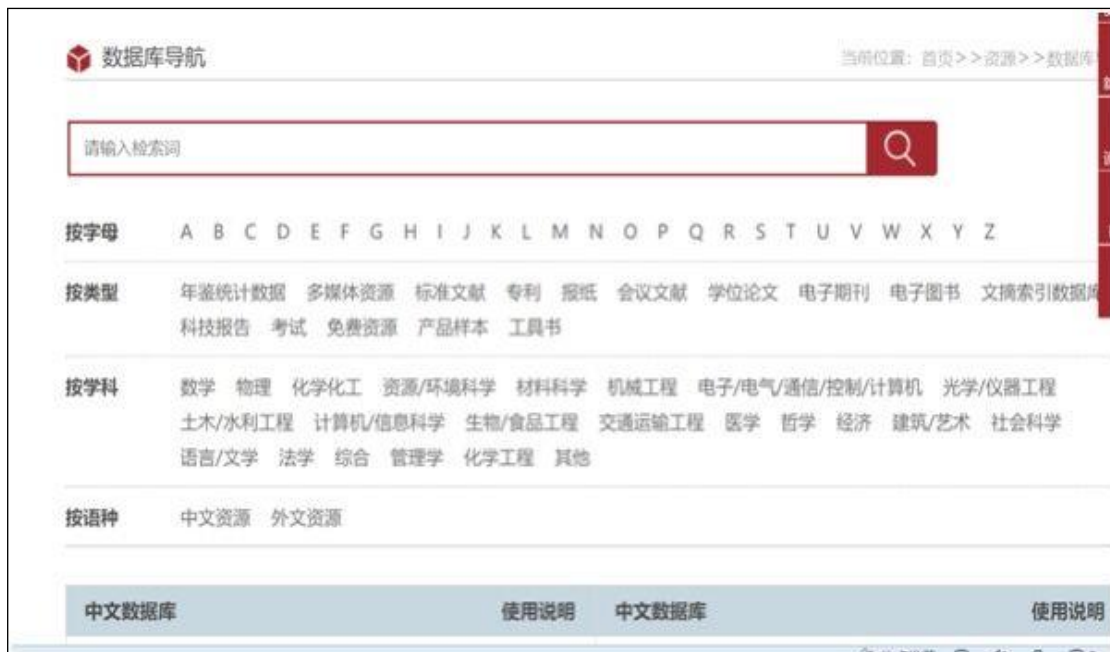 数据库导航
当前位置：首页>>资源>>数据库
请输入检索词
按字母 A B C D E F G H I J K L M N O P Q R S T U V W X Y Z
按类型 年鉴统计数据 多媒体资源 标准文献 专利 报纸 会议文献 学位论文 电子期刊 电子图书 文摘索引数据库
科技报告 考试 免费资源 产品样本 工具书
按学科 数学 物理 化学化工 资源/环境科学 材料科学 机械工程 电子/电气/通信/控制/计算机 光学/仪器工程
土木/水利工程 计算机/信息科学 生物/食品工程 交通运输工程 医学 哲学 经济 建筑/艺术 社会科学
语言/文学 法学 综合 管理学 化学工程 其他
按语种 中文资源 外文资源
中文数据库 使用说明 中文数据库 使用说明